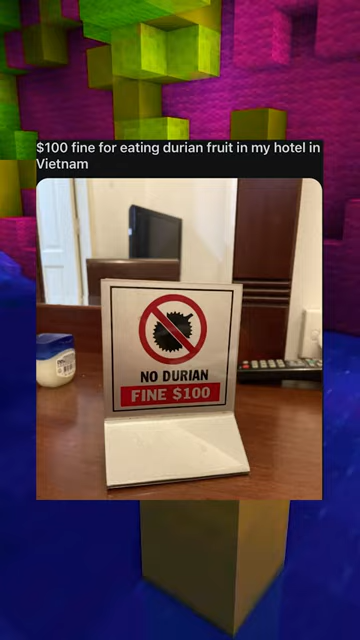 $100 fine for eating durian fruit in my hotel in
Vietnam
NO DURIAN
FINE $100